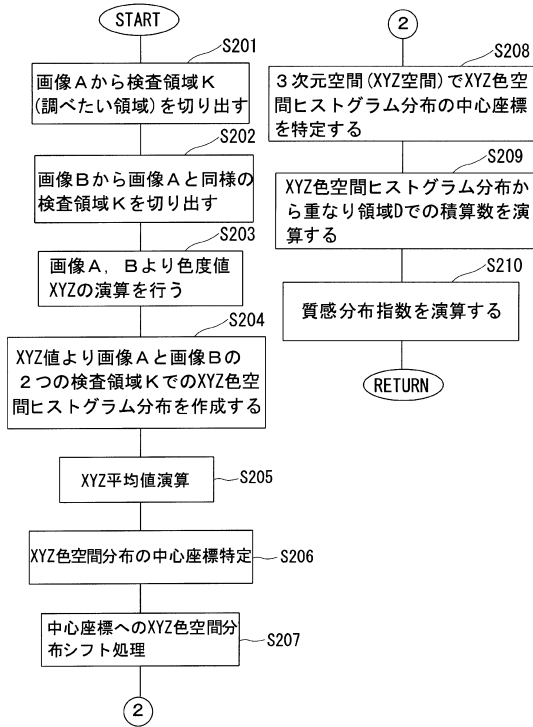 START
S201
画像Aから検査領域K
(調べたい領域)を切り出す
S202
画像Bから画像Aと同様の
検査領域Kを切り出す
S203
画像A, Bより色度値
XYZの演算を行う
S204
XYZ値より画像Aと画像Bの
2つの検査領域KでのXYZ色空
間ヒストグラム分布を作成する
XYZ平均値演算
S205
XYZ色空間分布の中心座標特定
S206
中心座標へのXYZ色空間分
布シフト処理
S207
2
2
S208
3次元空間(XYZ空間)でXYZ色空
間ヒストグラム分布の中心座標
を特定する
S209
XYZ色空間ヒストグラム分布か
ら重なり領域Dでの積算数を演
算する
S210
質感分布指数を演算する
RETURN